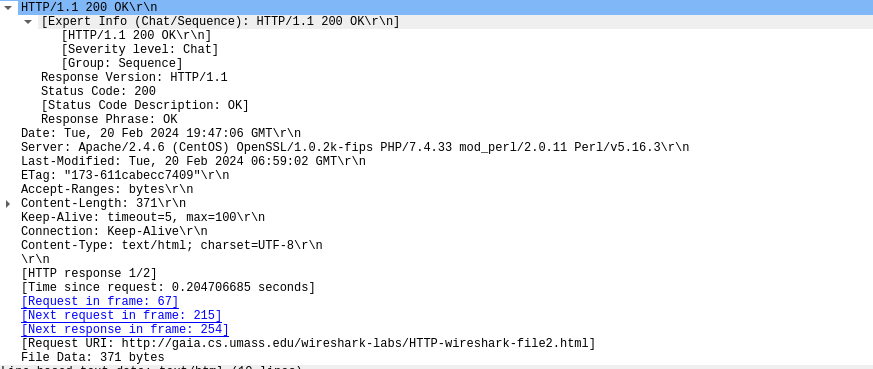 HTTP/1.1 200 OK\r\n
[Expert Info (Chat/Sequence): HTTP/1.1 200 OK\r\n]
[HTTP/1.1 200 OK\r\n]
[Severity level: Chat]
[Group: Sequence]
Response Version: HTTP/1.1
Status Code: 200
[Status Code Description: OK]
Response Phrase: OK
Date: Tue, 20 Feb 2024 19:47:06 GMT\r\n
Server: Apache/2.4.6 (CentOS) OpenSSL/1.0.2k-fips PHP/7.4.33 mod_perl/2.0.11 Perl/v5.16.3\r\n
Last-Modified: Tue, 20 Feb 2024 06:59:02 GMT\r\n
ETag: "173-611cabecc7409"\r\n
Accept-Ranges: bytes\r\n
Content-Length: 371\r\n
Keep-Alive: timeout=5, max=100\r\n
Connection: Keep-Alive\r\n
Content-Type: text/html; charset=UTF-8\r\n
\r\n
[HTTP response 1/2]
[Time since request: 0.204706685 seconds]
[Request in frame: 67]
[Next request in frame: 215]
[Next response in frame: 254]
[Request URI: http://gaia.cs.umass.edu/wireshark-labs/HTTP-wireshark-file2.html]
File Data: 371 bytes